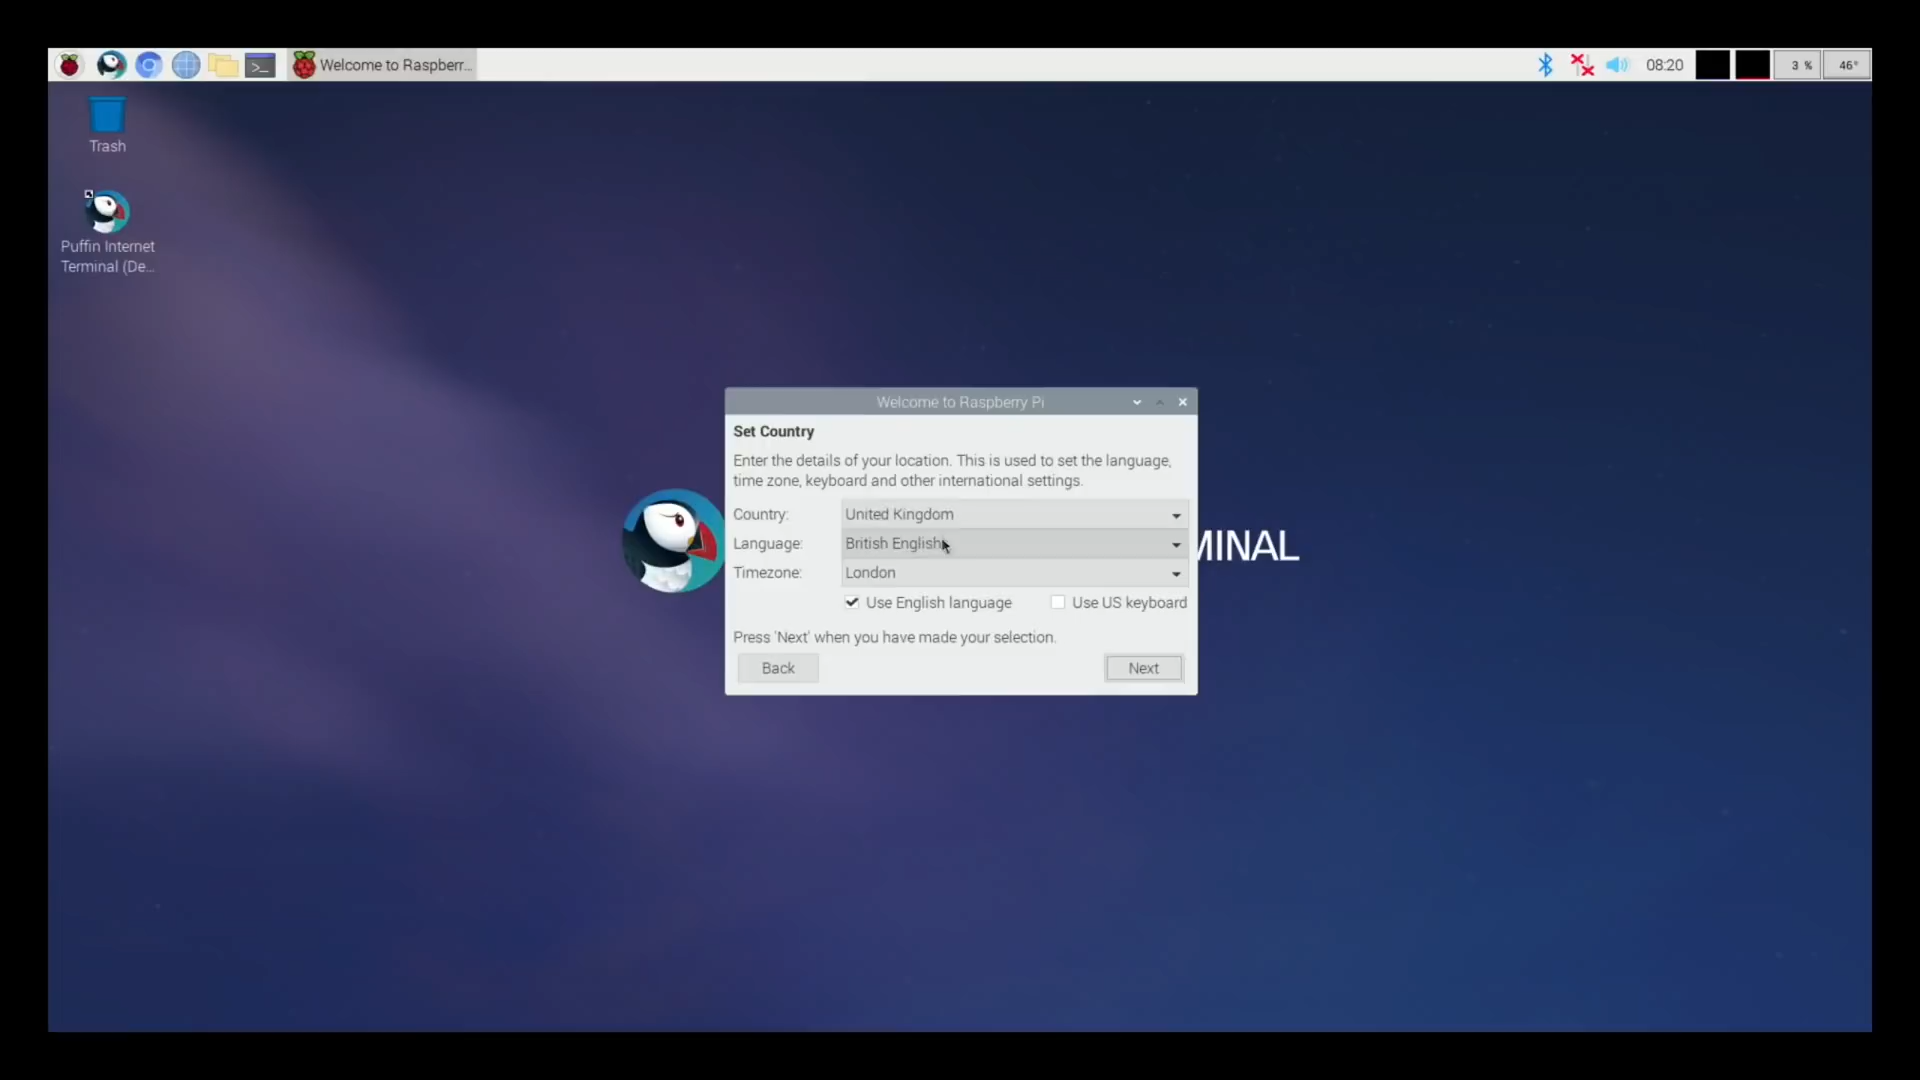 Welcome to Raspberr...
08:20
3 %
46°
Trash
Puffin Internet
Terminal (De...
Welcome to Raspberry Pi
Set Country
Enter the details of your location. This is used to set the language,
time zone, keyboard and other international settings.
Country: United Kingdom
Language: British English
Timezone: London
Use English language Use US keyboard
Press 'Next' when you have made your selection.
Back Next
MINAL